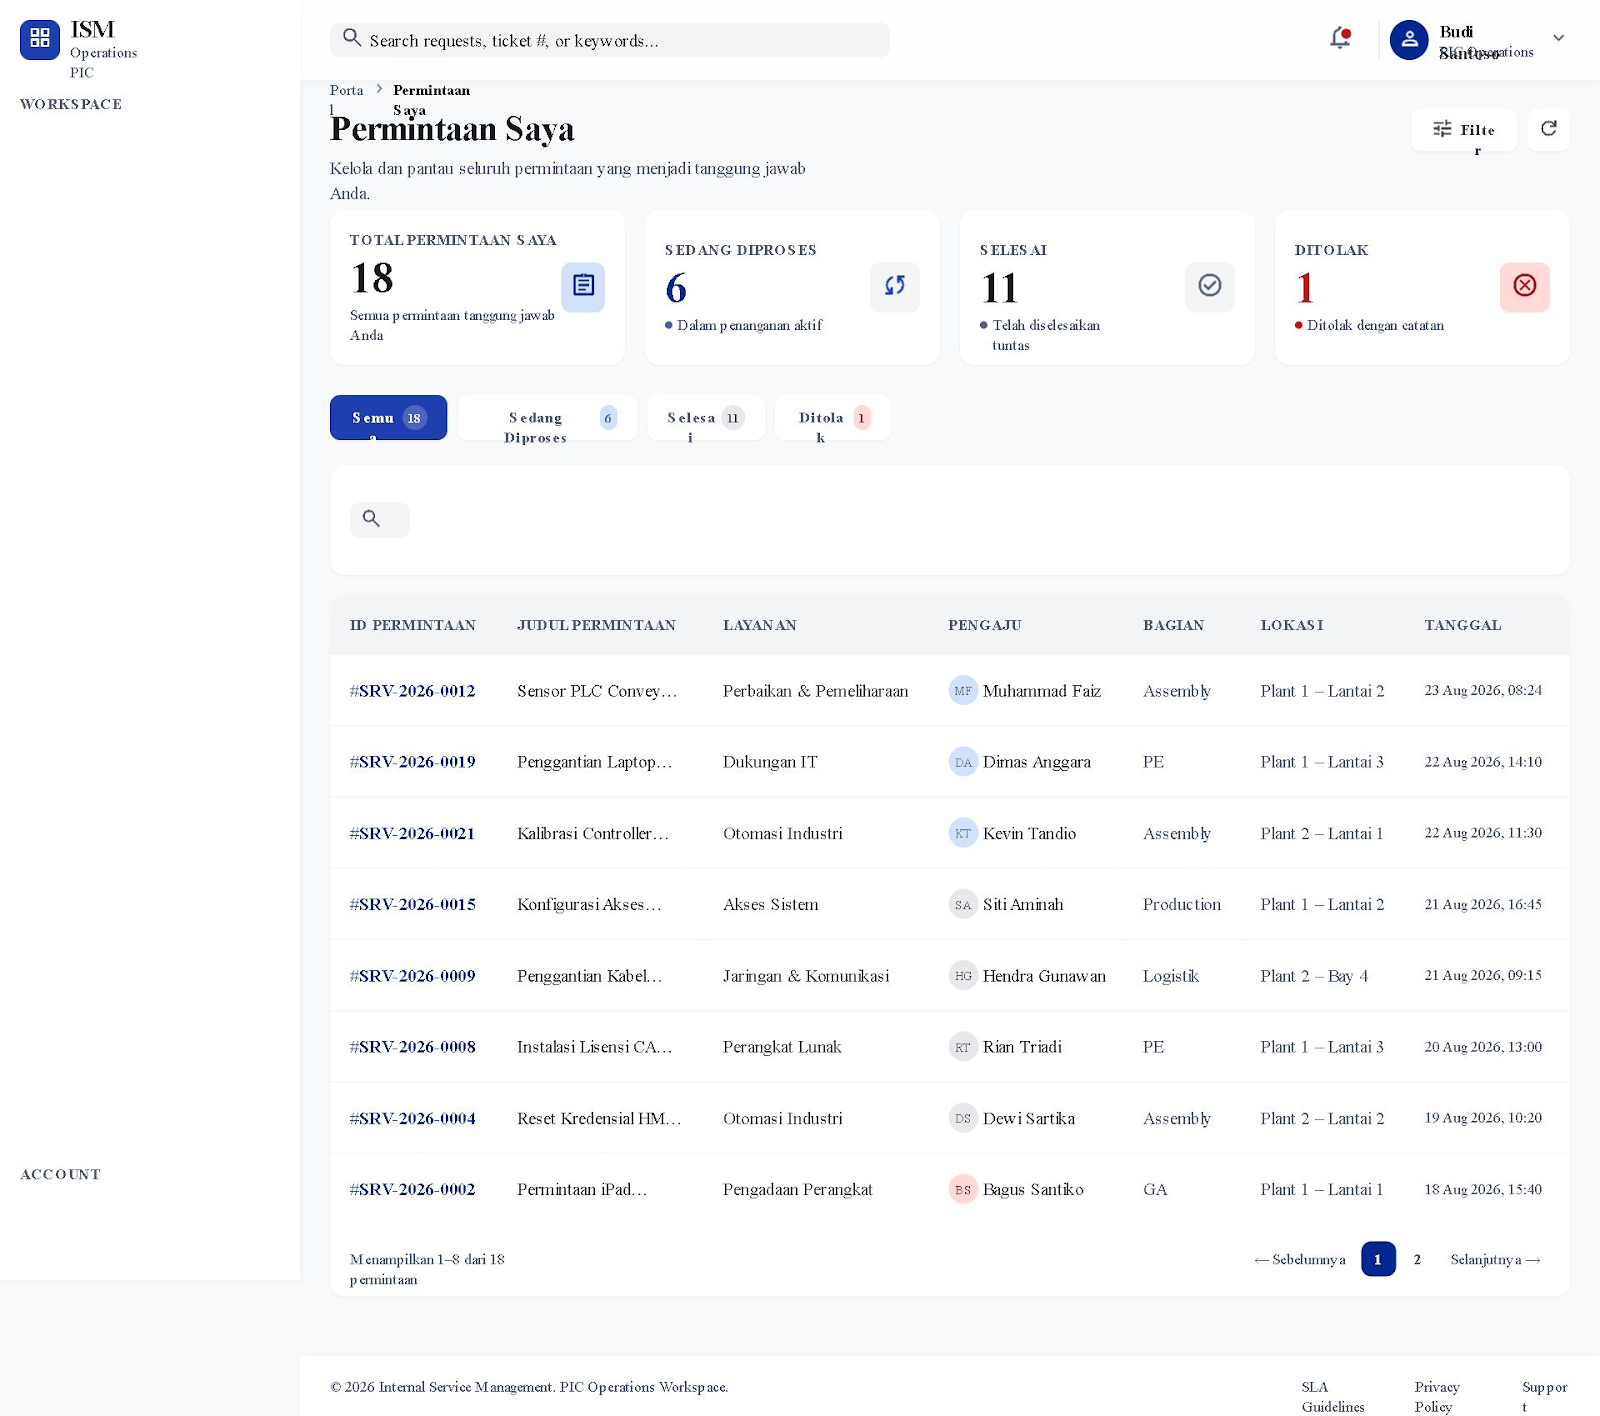 ISM
Operations
PIC
WORKSPACE
ACCOUNT
Search requests, ticket #, or keywords...
Budi
Santoso
PIC Operations
Portal
Permintaan
Saya
Permintaan Saya
Kelola dan pantau seluruh permintaan yang menjadi tanggung jawab
Anda.
Filter
TOTAL PERMINTAAN SAYA
18
Semua permintaan tanggung jawab
Anda
SEDANG DIPROSES
6
Dalam penanganan aktif
SELESAI
11
Telah diselesaikan
tuntas
DITOLAK
1
Ditolak dengan catatan
Semua 18
Sedang
Diproses 6
Selesai 11
Ditolak 1
ID PERMINTAAN JUDUL PERMINTAAN LAYANAN PENGAJU BAGIAN LOKASI TANGGAL
#SRV-2026-0012 Sensor PLC Convey... Perbaikan & Pemeliharaan MF Muhammad Faiz Assembly Plant 1 – Lantai 2 23 Aug 2026, 08:24
#SRV-2026-0019 Penggantian Laptop... Dukungan IT DA Dimas Anggara PE Plant 1 – Lantai 3 22 Aug 2026, 14:10
#SRV-2026-0021 Kalibrasi Controller... Otomasi Industri KT Kevin Tandio Assembly Plant 2 – Lantai 1 22 Aug 2026, 11:30
#SRV-2026-0015 Konfigurasi Akses... Akses Sistem SA Siti Aminah Production Plant 1 – Lantai 2 21 Aug 2026, 16:45
#SRV-2026-0009 Penggantian Kabel... Jaringan & Komunikasi HG Hendra Gunawan Logistik Plant 2 – Bay 4 21 Aug 2026, 09:15
#SRV-2026-0008 Instalasi Lisensi CA... Perangkat Lunak RT Rian Triadi PE Plant 1 – Lantai 3 20 Aug 2026, 13:00
#SRV-2026-0004 Reset Kredensial HM... Otomasi Industri DS Dewi Sartika Assembly Plant 2 – Lantai 2 19 Aug 2026, 10:20
#SRV-2026-0002 Permintaan iPad... Pengadaan Perangkat BS Bagus Santiko GA Plant 1 – Lantai 1 18 Aug 2026, 15:40
Menampilkan 1–8 dari 18
permintaan
← Sebelumnya 1 2 Selanjutnya →
© 2026 Internal Service Management. PIC Operations Workspace.
SLA
Guidelines
Privacy
Policy
Support